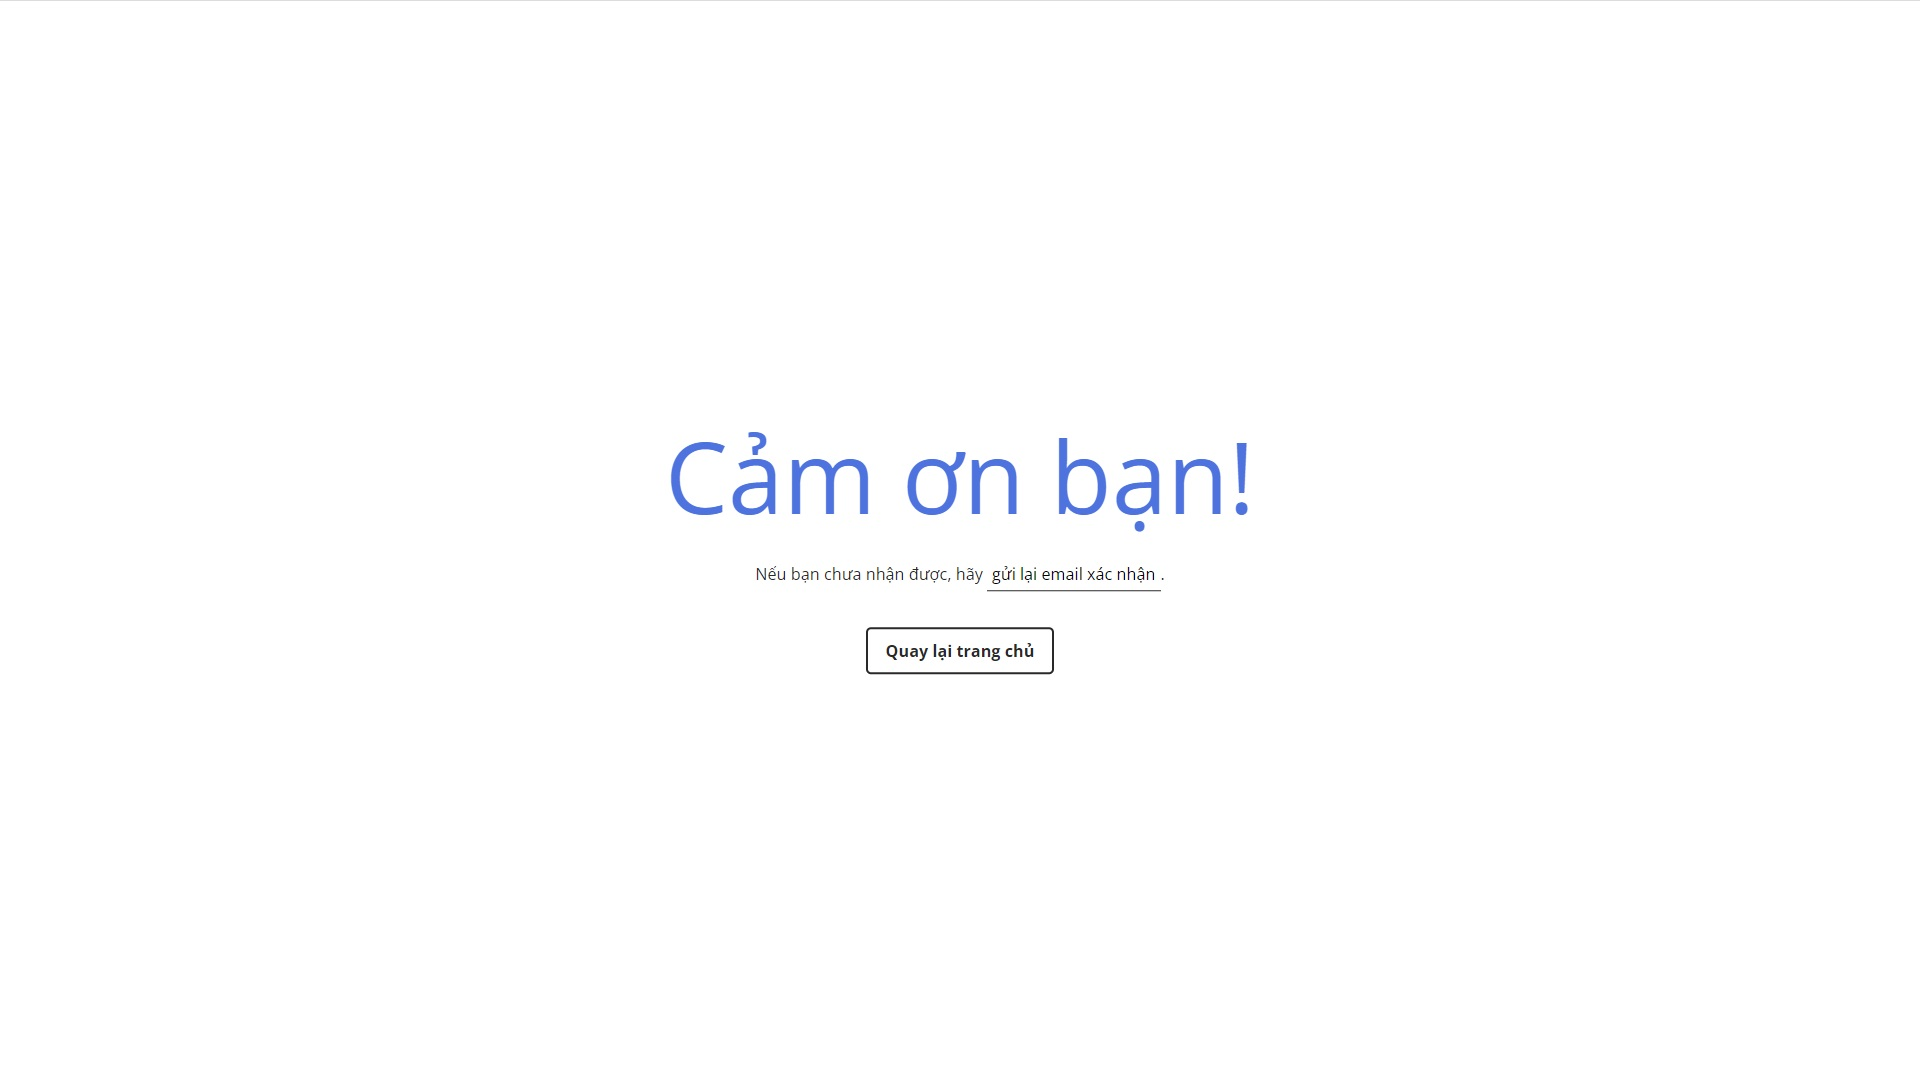 Cảm ơn bạn!
Nếu bạn chưa nhận được, hãy gửi lại email xác nhận .
Quay lại trang chủ